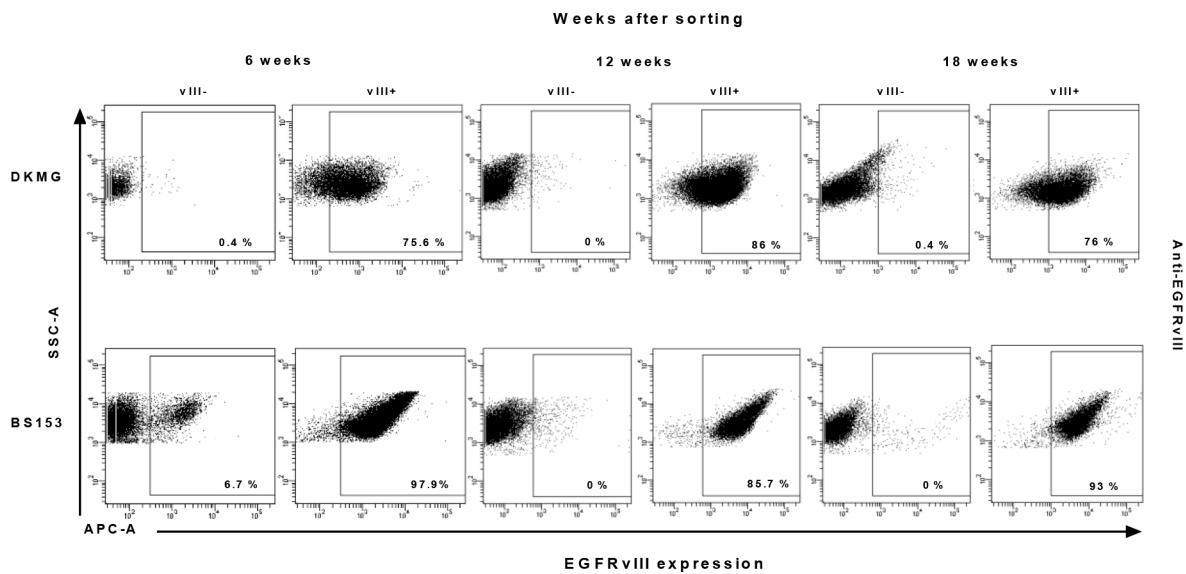 Weeks after sorting
6 weeks
12 weeks
18 weeks
vIII-
vIII+
vIII-
vIII+
vIII-
vIII+
DKMG
0.4 %
75.6 %
0 %
86 %
0.4 %
76 %
SSC-A
Anti-EGFRvIII
BS153
6.7 %
97.9%
0 %
85.7 %
0 %
93 %
APC-A
EGFRvIII expression